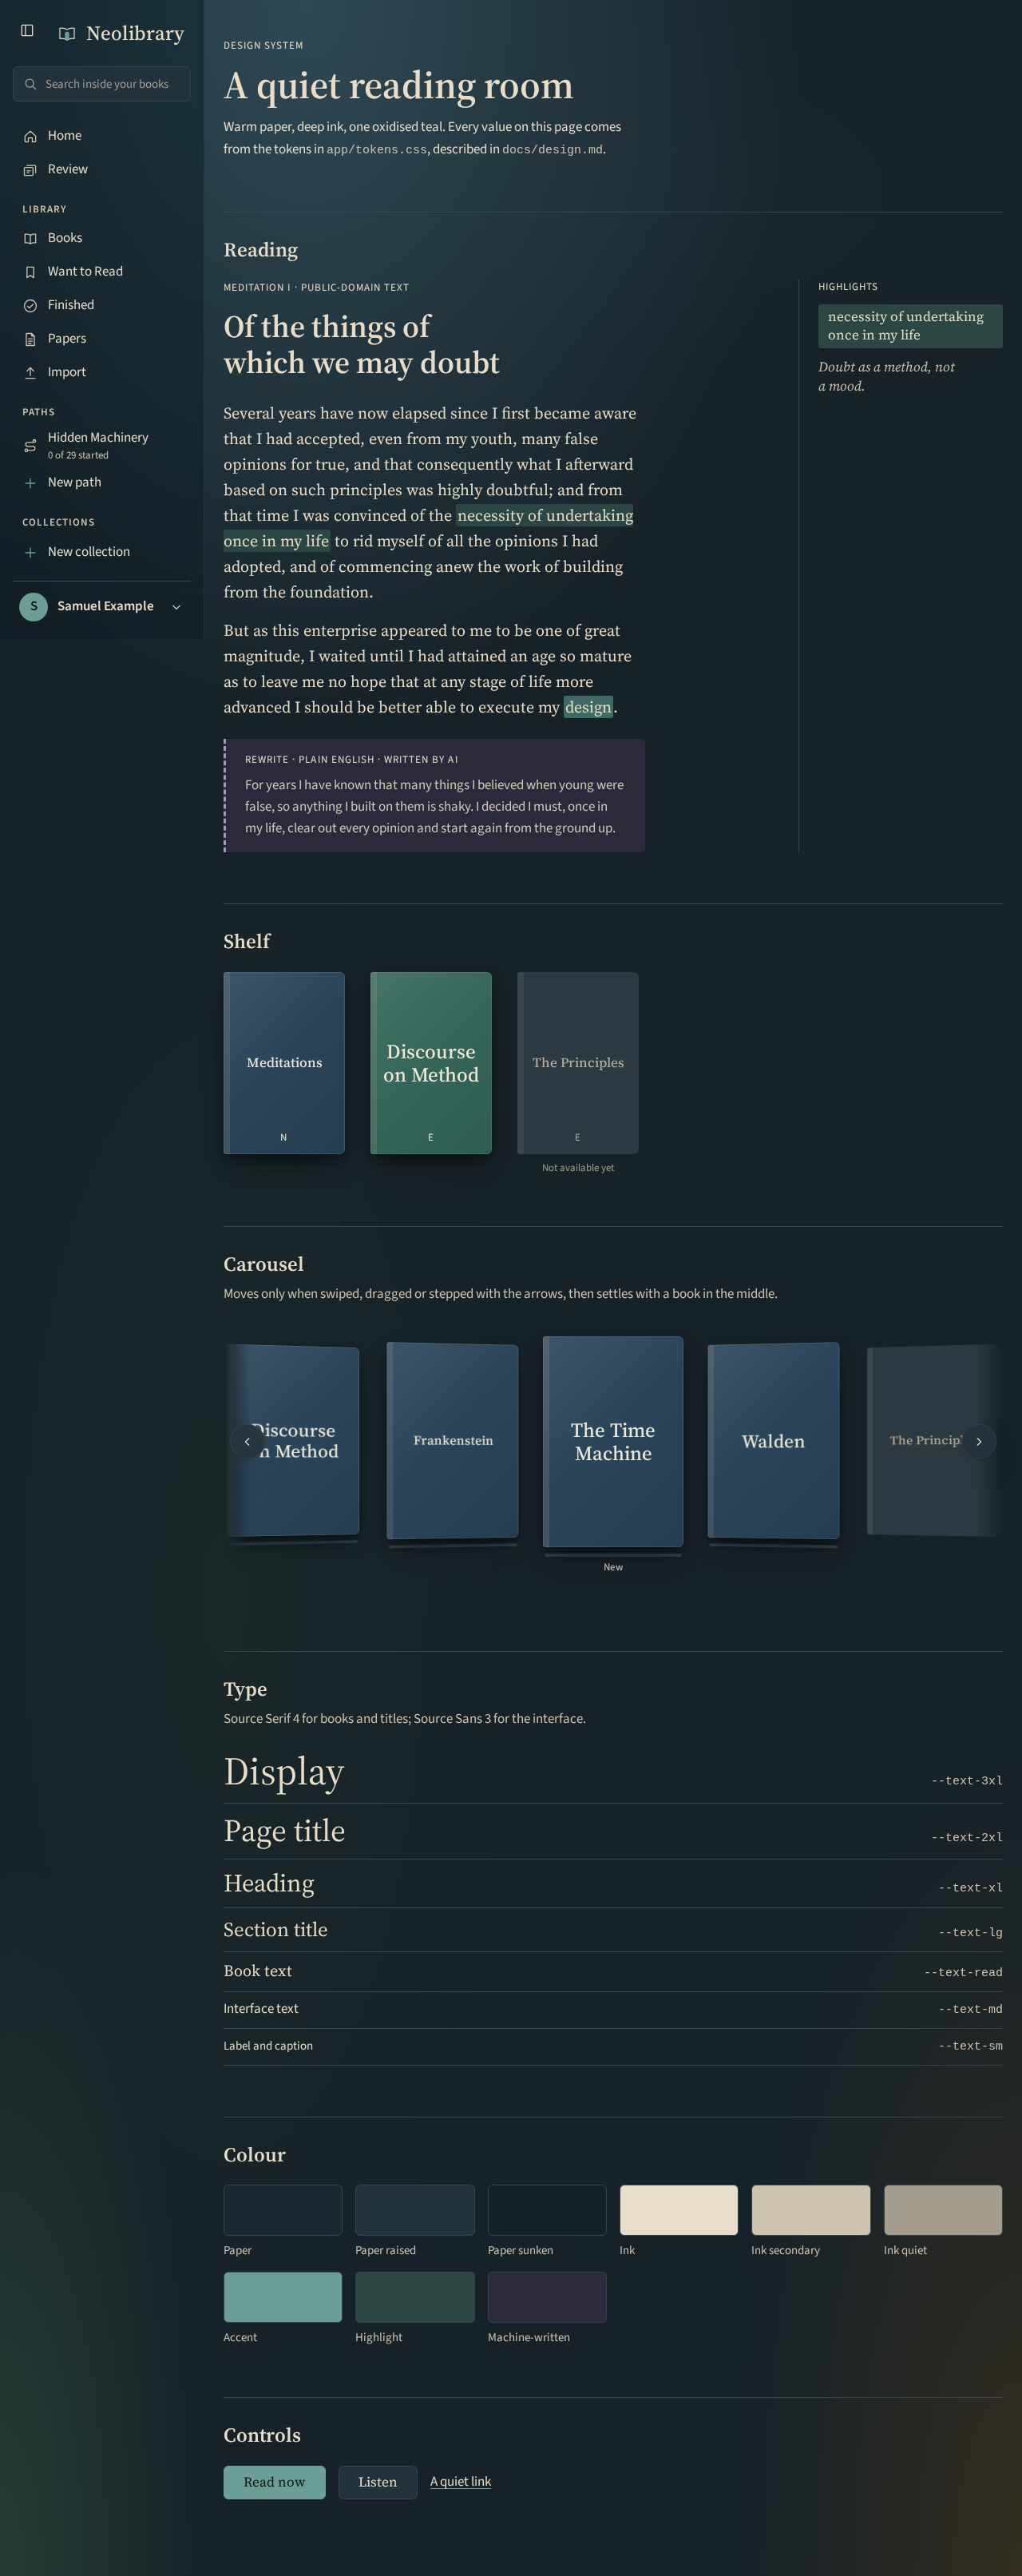 Neolibrary
Search inside your books
Home
Review
LIBRARY
Books
Want to Read
Finished
Papers
Import
PATHS
Hidden Machinery
0 of 29 started
New path
COLLECTIONS
New collection
S
Samuel Example
DESIGN SYSTEM
A quiet reading room
Warm paper, deep ink, one oxidised teal. Every value on this page comes
from the tokens in app/tokens.css, described in docs/design.md.
Reading
MEDITATION I · PUBLIC-DOMAIN TEXT
Of the things of
which we may doubt
Several years have now elapsed since I first became aware
that I had accepted, even from my youth, many false
opinions for true, and that consequently what I afterward
based on such principles was highly doubtful; and from
that time I was convinced of the necessity of undertaking
once in my life to rid myself of all the opinions I had
adopted, and of commencing anew the work of building
from the foundation.
But as this enterprise appeared to me to be one of great
magnitude, I waited until I had attained an age so mature
as to leave me no hope that at any stage of life more
advanced I should be better able to execute my design.
REWRITE · PLAIN ENGLISH · WRITTEN BY AI
For years I have known that many things I believed when young were
false, so anything I built on them is shaky. I decided I must, once in
my life, clear out every opinion and start again from the ground up.
HIGHLIGHTS
necessity of undertaking
once in my life
Doubt as a method, not
a mood.
Shelf
Meditations
N
Discourse
on Method
E
The Principles
E
Not available yet
Carousel
Moves only when swiped, dragged or stepped with the arrows, then settles with a book in the middle.
Discourse
on Method
Frankenstein
The Time
Machine
New
Walden
The Princip
Type
Source Serif 4 for books and titles; Source Sans 3 for the interface.
Display
--text-3xl
Page title
--text-2xl
Heading
--text-xl
Section title
--text-lg
Book text
--text-read
Interface text
--text-md
Label and caption
--text-sm
Colour
Paper
Paper raised
Paper sunken
Ink
Ink secondary
Ink quiet
Accent
Highlight
Machine-written
Controls
Read now
Listen
A quiet link